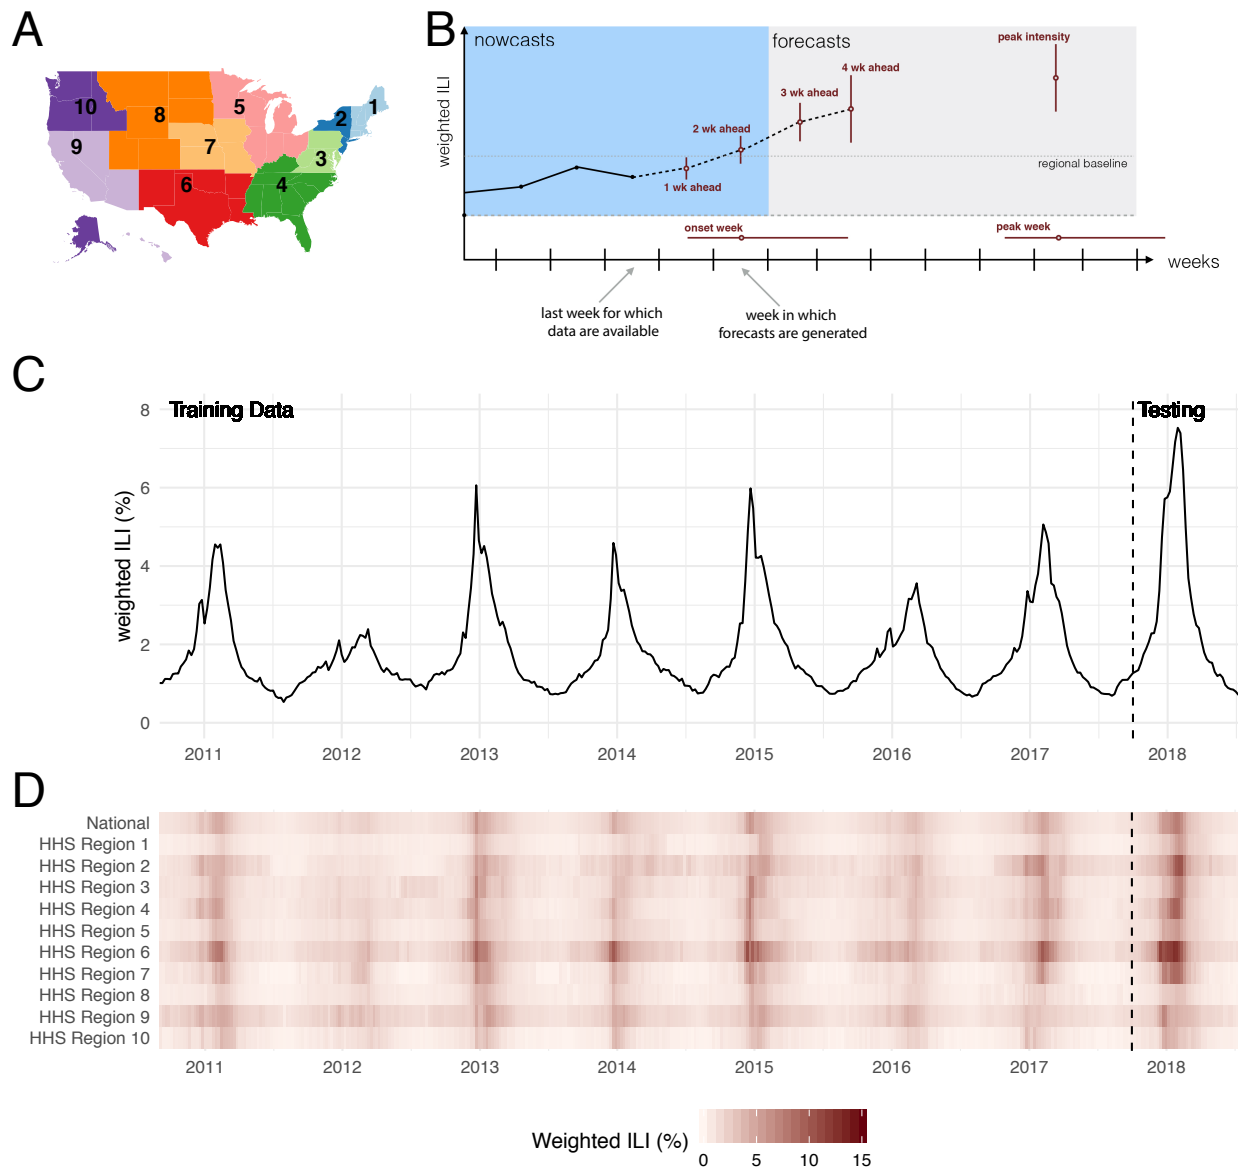 A
10
8
5
2
1
9
7
3
6
4
B
nowcasts
forecasts
peak intensity
4 wk ahead
3 wk ahead
2 wk ahead
1 wk ahead
regional baseline
weighted ILI
onset week
peak week
weeks
last week for which
data are available
week in which
forecasts are generated
C
Training Data
Testing
weighted ILI (%)
8
6
4
2
0
2011 2012 2013 2014 2015 2016 2017 2018
D
National
HHS Region 1
HHS Region 2
HHS Region 3
HHS Region 4
HHS Region 5
HHS Region 6
HHS Region 7
HHS Region 8
HHS Region 9
HHS Region 10
2011 2012 2013 2014 2015 2016 2017 2018
Weighted ILI (%)
0 5 10 15